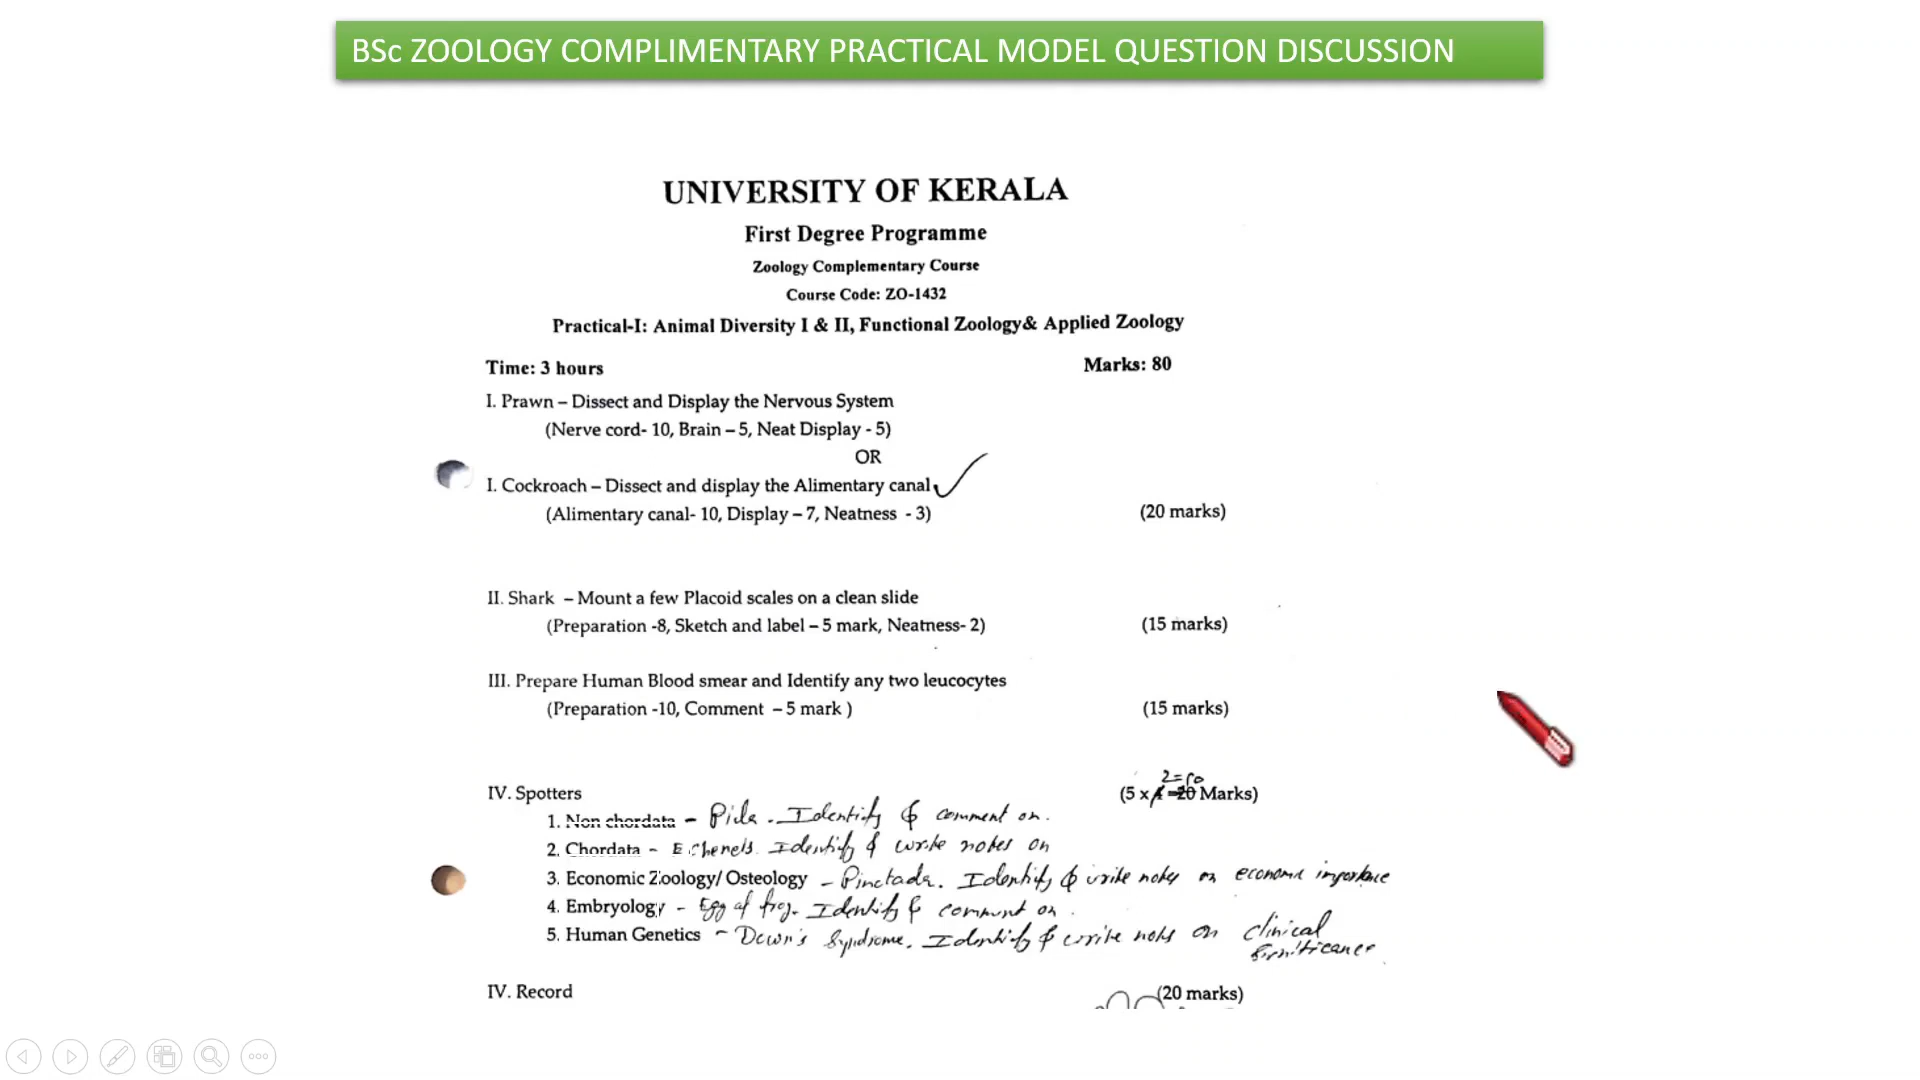 BSc ZOOLOGY COMPLIMENTARY PRACTICAL MODEL QUESTION DISCUSSION
UNIVERSITY OF KERALA
First Degree Programme
Zoology Complementary Course
Course Code: ZO-1432
Practical-I: Animal Diversity I & II, Functional Zoology& Applied Zoology
Time: 3 hours Marks: 80
I. Prawn – Dissect and Display the Nervous System
(Nerve cord- 10, Brain – 5, Neat Display - 5)
OR
I. Cockroach – Dissect and display the Alimentary canal
(Alimentary canal- 10, Display – 7, Neatness - 3) (20 marks)
II. Shark – Mount a few Placoid scales on a clean slide
(Preparation -8, Sketch and label – 5 mark, Neatness- 2) (15 marks)
III. Prepare Human Blood smear and Identify any two leucocytes
(Preparation -10, Comment – 5 mark ) (15 marks)
2=10
IV. Spotters (5 x 4 =20 Marks)
1. Non chordata – Pila. Identify & comment on.
2. Chordata - Echeneis. Identify & write notes on
3. Economic Zoology/ Osteology – Pinctada. Identify & write notes on economic importance
4. Embryology - Egg of frog. Identify & comment on.
5. Human Genetics – Down's Syndrome. Identify & write notes on clinical
significance.
IV. Record (20 marks)